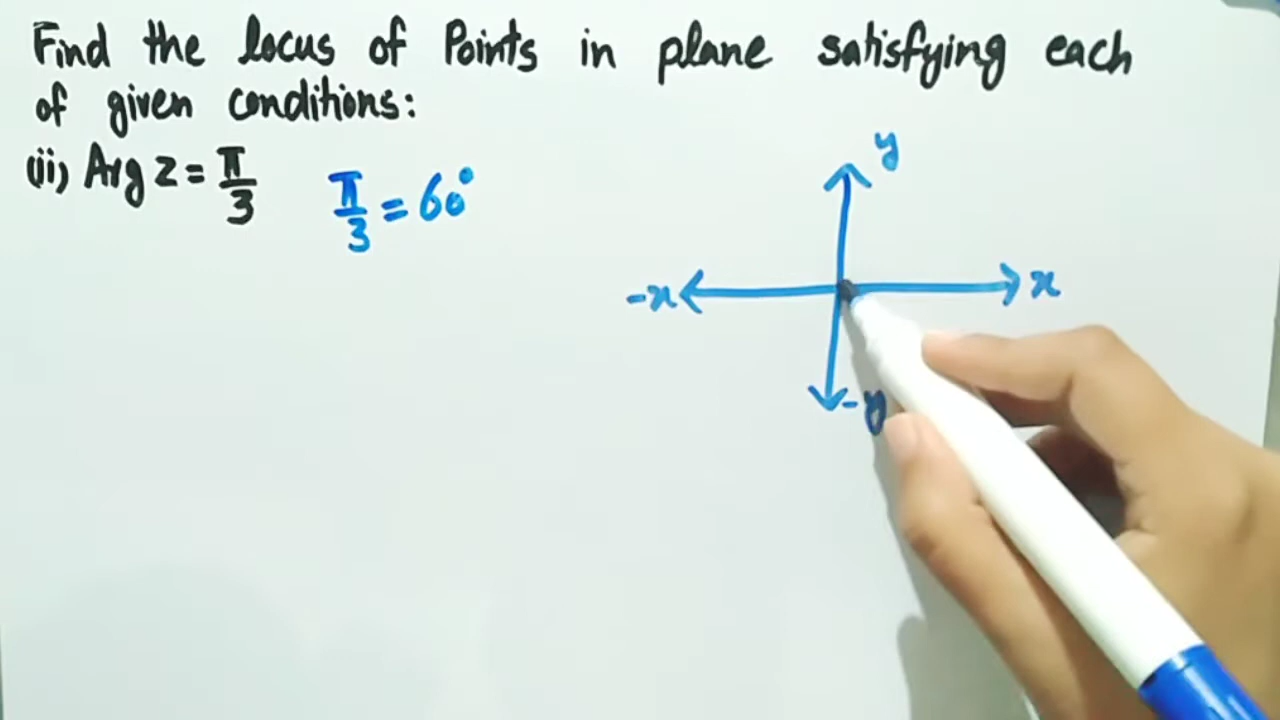 Find the locus of Points in plane satisfying each
of given conditions:
(ii) Arg z = π/3
π/3 = 60°
y
-x
x
-y